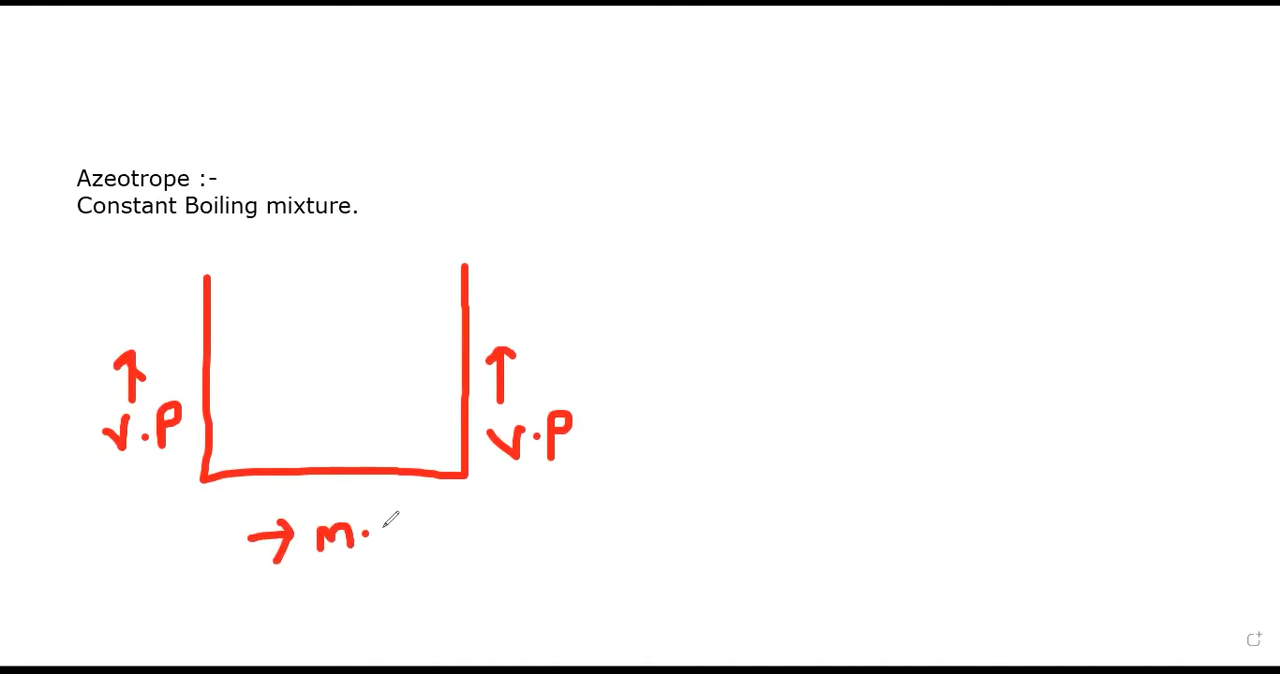 Azeotrope :-
Constant Boiling mixture.
↑
v.P
↑
v.P
→ m.